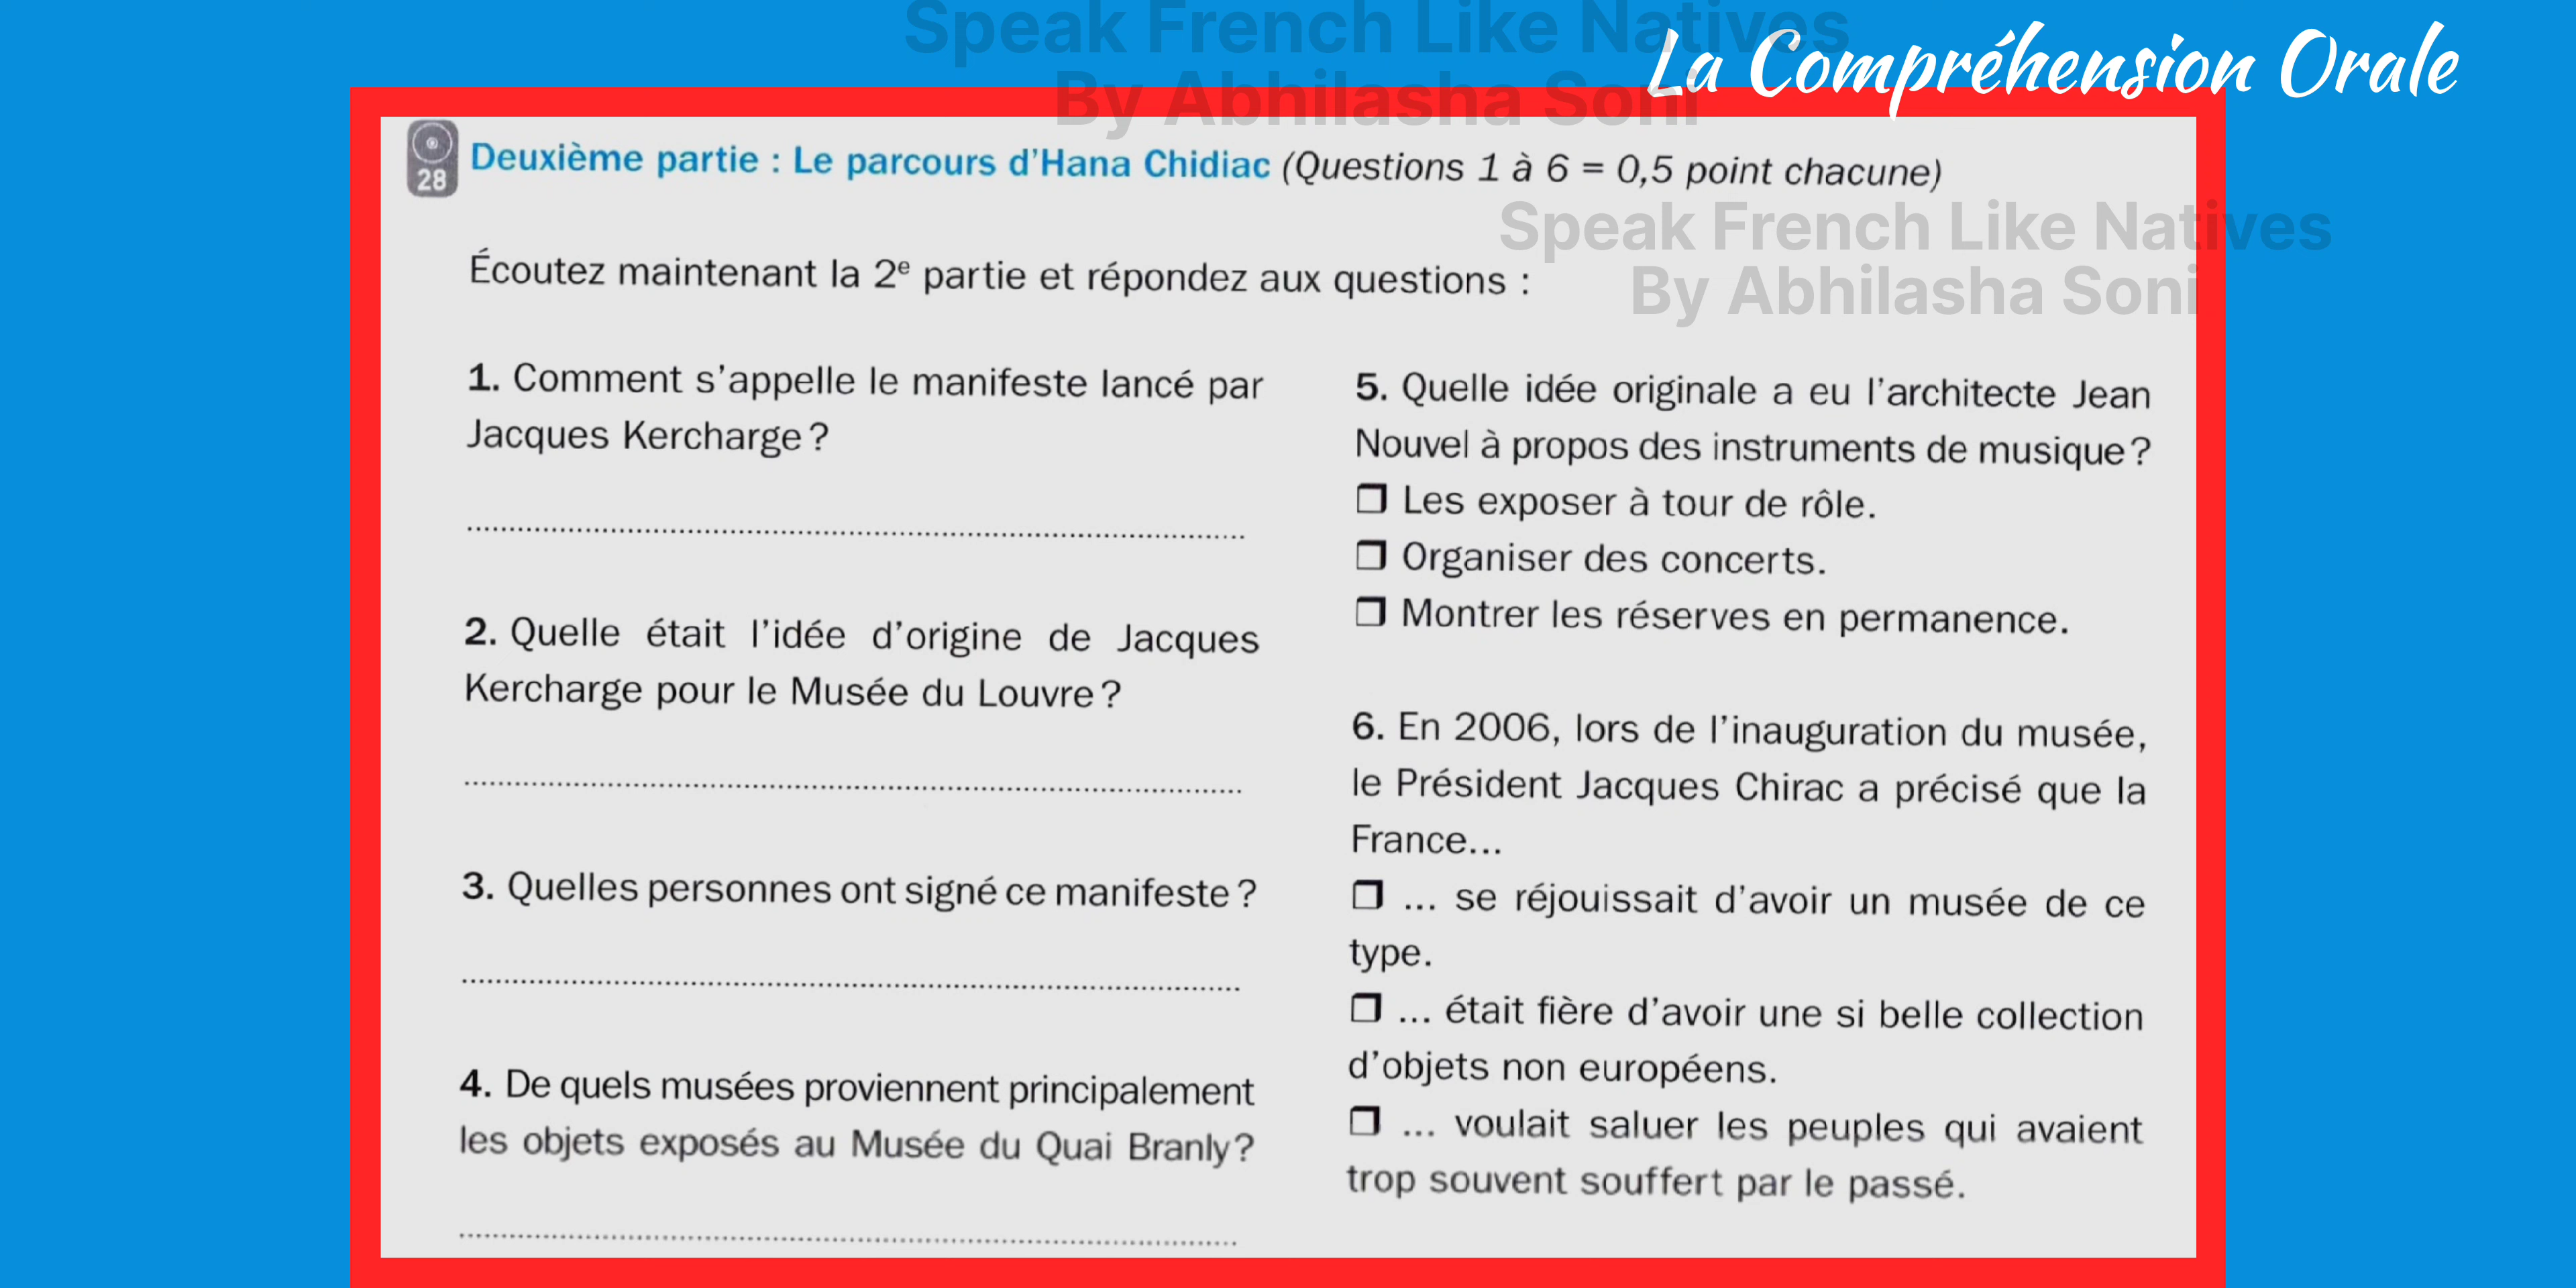 Speak French Like Natives
By Abhilasha Soni
La Compréhension Orale
28
Deuxième partie : Le parcours d'Hana Chidiac (Questions 1 à 6 = 0,5 point chacune)
Speak French Like Natives
By Abhilasha Soni
Écoutez maintenant la 2e partie et répondez aux questions :
1. Comment s'appelle le manifeste lancé par
Jacques Kercharge ?
2. Quelle était l'idée d'origine de Jacques
Kercharge pour le Musée du Louvre ?
3. Quelles personnes ont signé ce manifeste ?
4. De quels musées proviennent principalement
les objets exposés au Musée du Quai Branly ?
5. Quelle idée originale a eu l'architecte Jean
Nouvel à propos des instruments de musique ?
❒ Les exposer à tour de rôle.
❒ Organiser des concerts.
❒ Montrer les réserves en permanence.
6. En 2006, lors de l'inauguration du musée,
le Président Jacques Chirac a précisé que la
France...
❒ ... se réjouissait d'avoir un musée de ce
type.
❒ ... était fière d'avoir une si belle collection
d'objets non européens.
❒ ... voulait saluer les peuples qui avaient
trop souvent souffert par le passé.